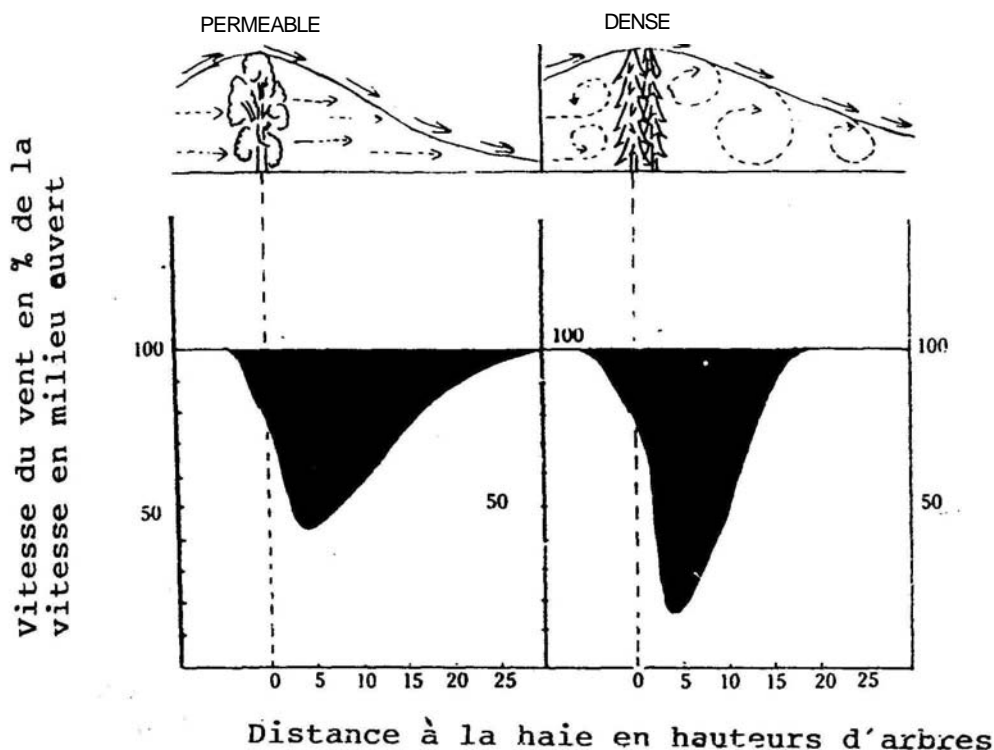 PERMEABLE
DENSE
Vitesse du vent en % de la
vitesse en milieu auvert
100
50
100
50
100
50
0 5 10 15 20 25
0 5 10 15 20 25
Distance à la haie en hauteurs d'arbres